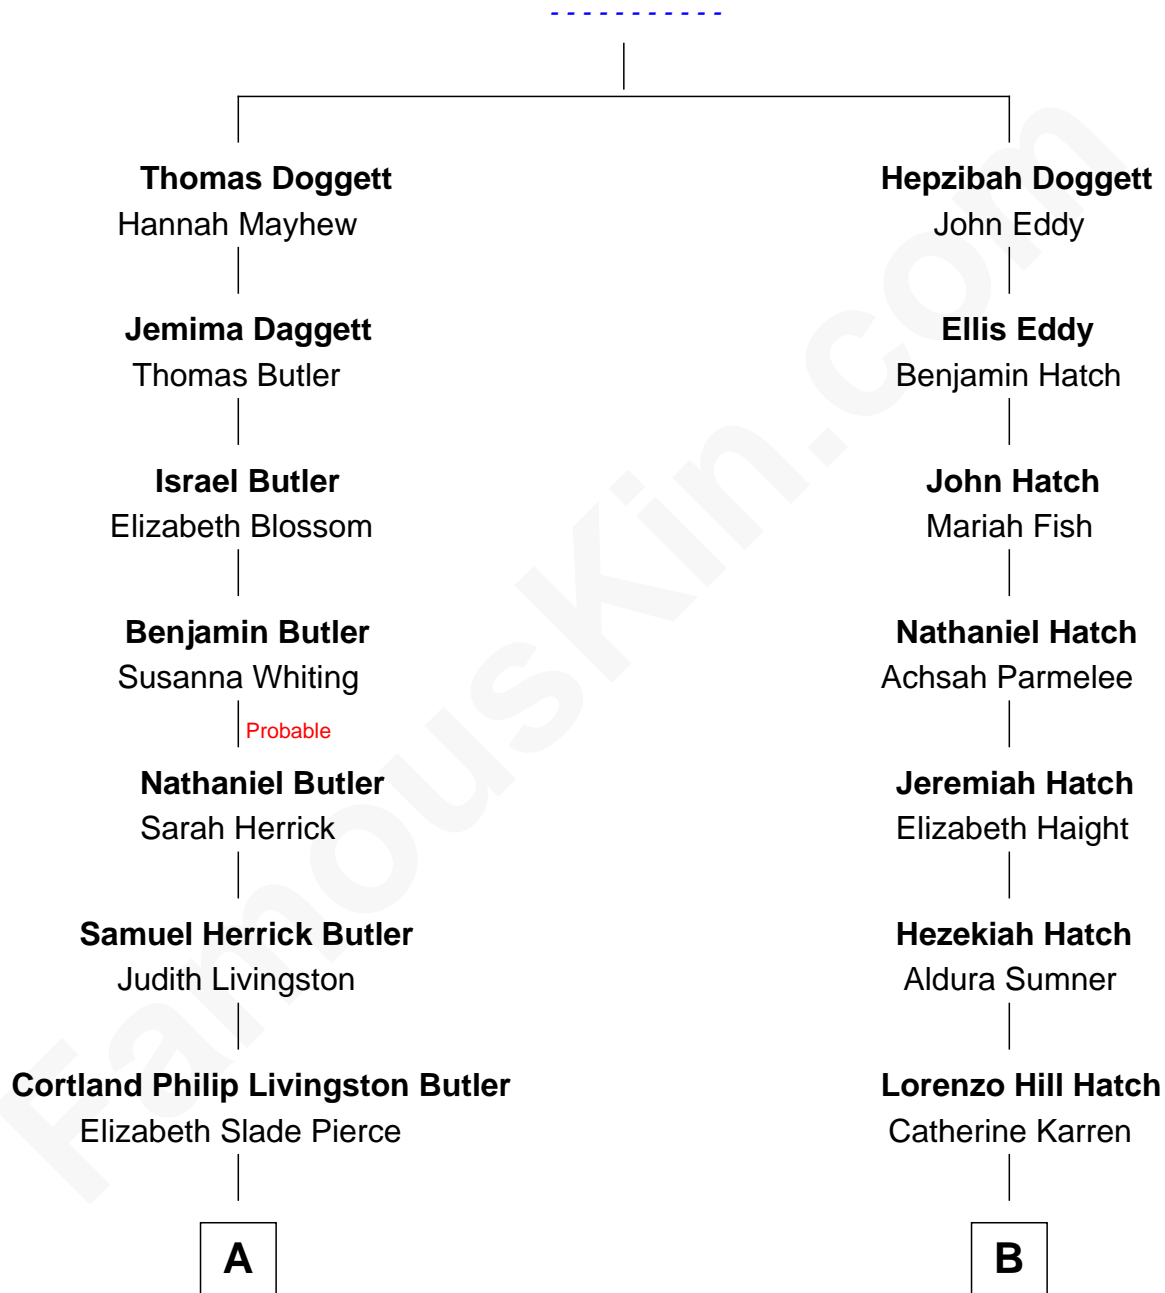 - - - - - - - - - - -
Thomas Doggett
Hannah Mayhew
Jemima Daggett
Thomas Butler
Israel Butler
Elizabeth Blossom
Benjamin Butler
Susanna Whiting
Probable
Nathaniel Butler
Sarah Herrick
Samuel Herrick Butler
Judith Livingston
Cortland Philip Livingston Butler
Elizabeth Slade Pierce
A
Hepzibah Doggett
John Eddy
Ellis Eddy
Benjamin Hatch
John Hatch
Mariah Fish
Nathaniel Hatch
Achsah Parmelee
Jeremiah Hatch
Elizabeth Haight
Hezekiah Hatch
Aldura Sumner
Lorenzo Hill Hatch
Catherine Karren
B
FamousKin.com